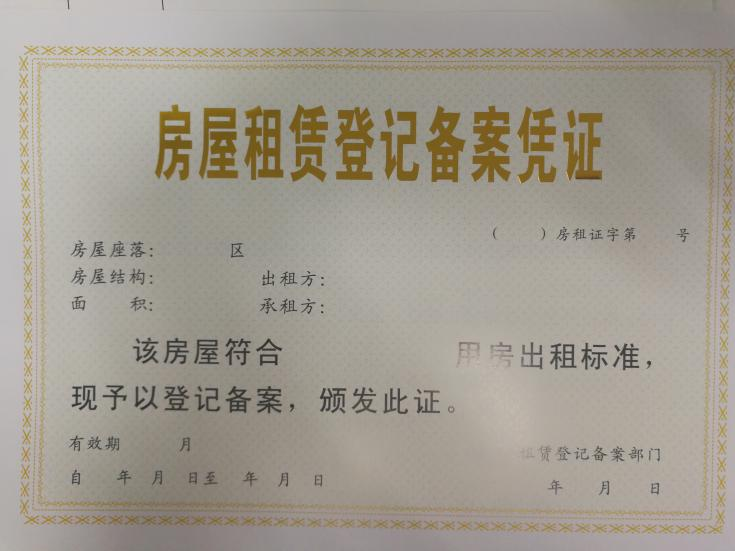 房屋租赁登记备案凭证
（ ）房租证字第 号
房屋座落： 区
房屋结构： 出租方：
面 积： 承租方：
该房屋符合 用房出租标准，
现予以登记备案，颁发此证。
有效期 月
租赁登记备案部门
自 年 月 日至 年 月 日
年 月 日